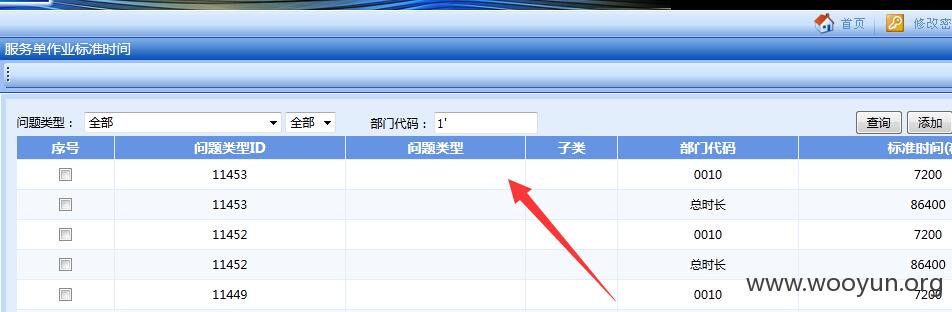 首页 修改密
服务单作业标准时间
问题类型： 全部 全部 部门代码： 1' 查询 添加
序号 问题类型ID 问题类型 子类 部门代码 标准时间(
11453 0010 7200
11453 总时长 86400
11452 0010 7200
11452 总时长 86400
www.wooyun.org
11449 0010 7200